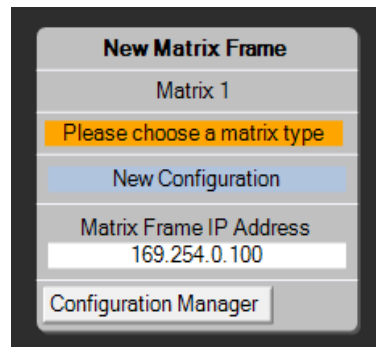 New Matrix Frame
Matrix 1
Please choose a matrix type
New Configuration
Matrix Frame IP Address
169.254.0.100
Configuration Manager